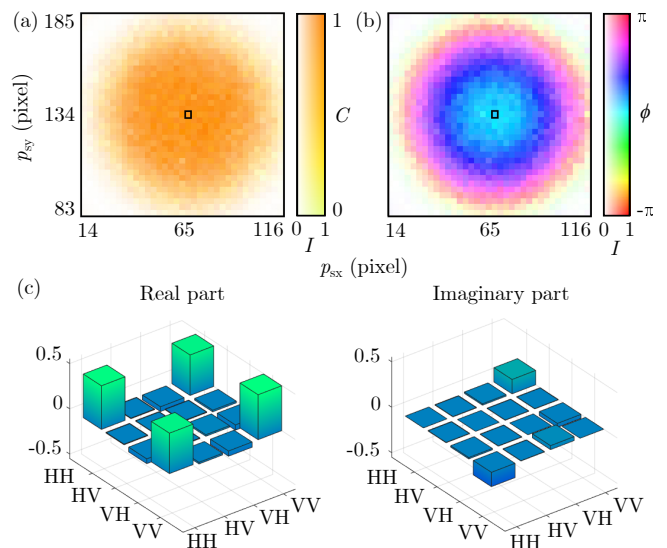 (a) 185 1 (b) π
p_sy (pixel) 134 C ϕ
83 0 -π
14 65 116 0 1 14 65 116 0 1
I I
p_sx (pixel)
(c) Real part Imaginary part
0.5 0.5
0 0
-0.5 -0.5
HH HH
HV HV
VH VV VH VV
VV VH VV VH
HV HV
HH HH